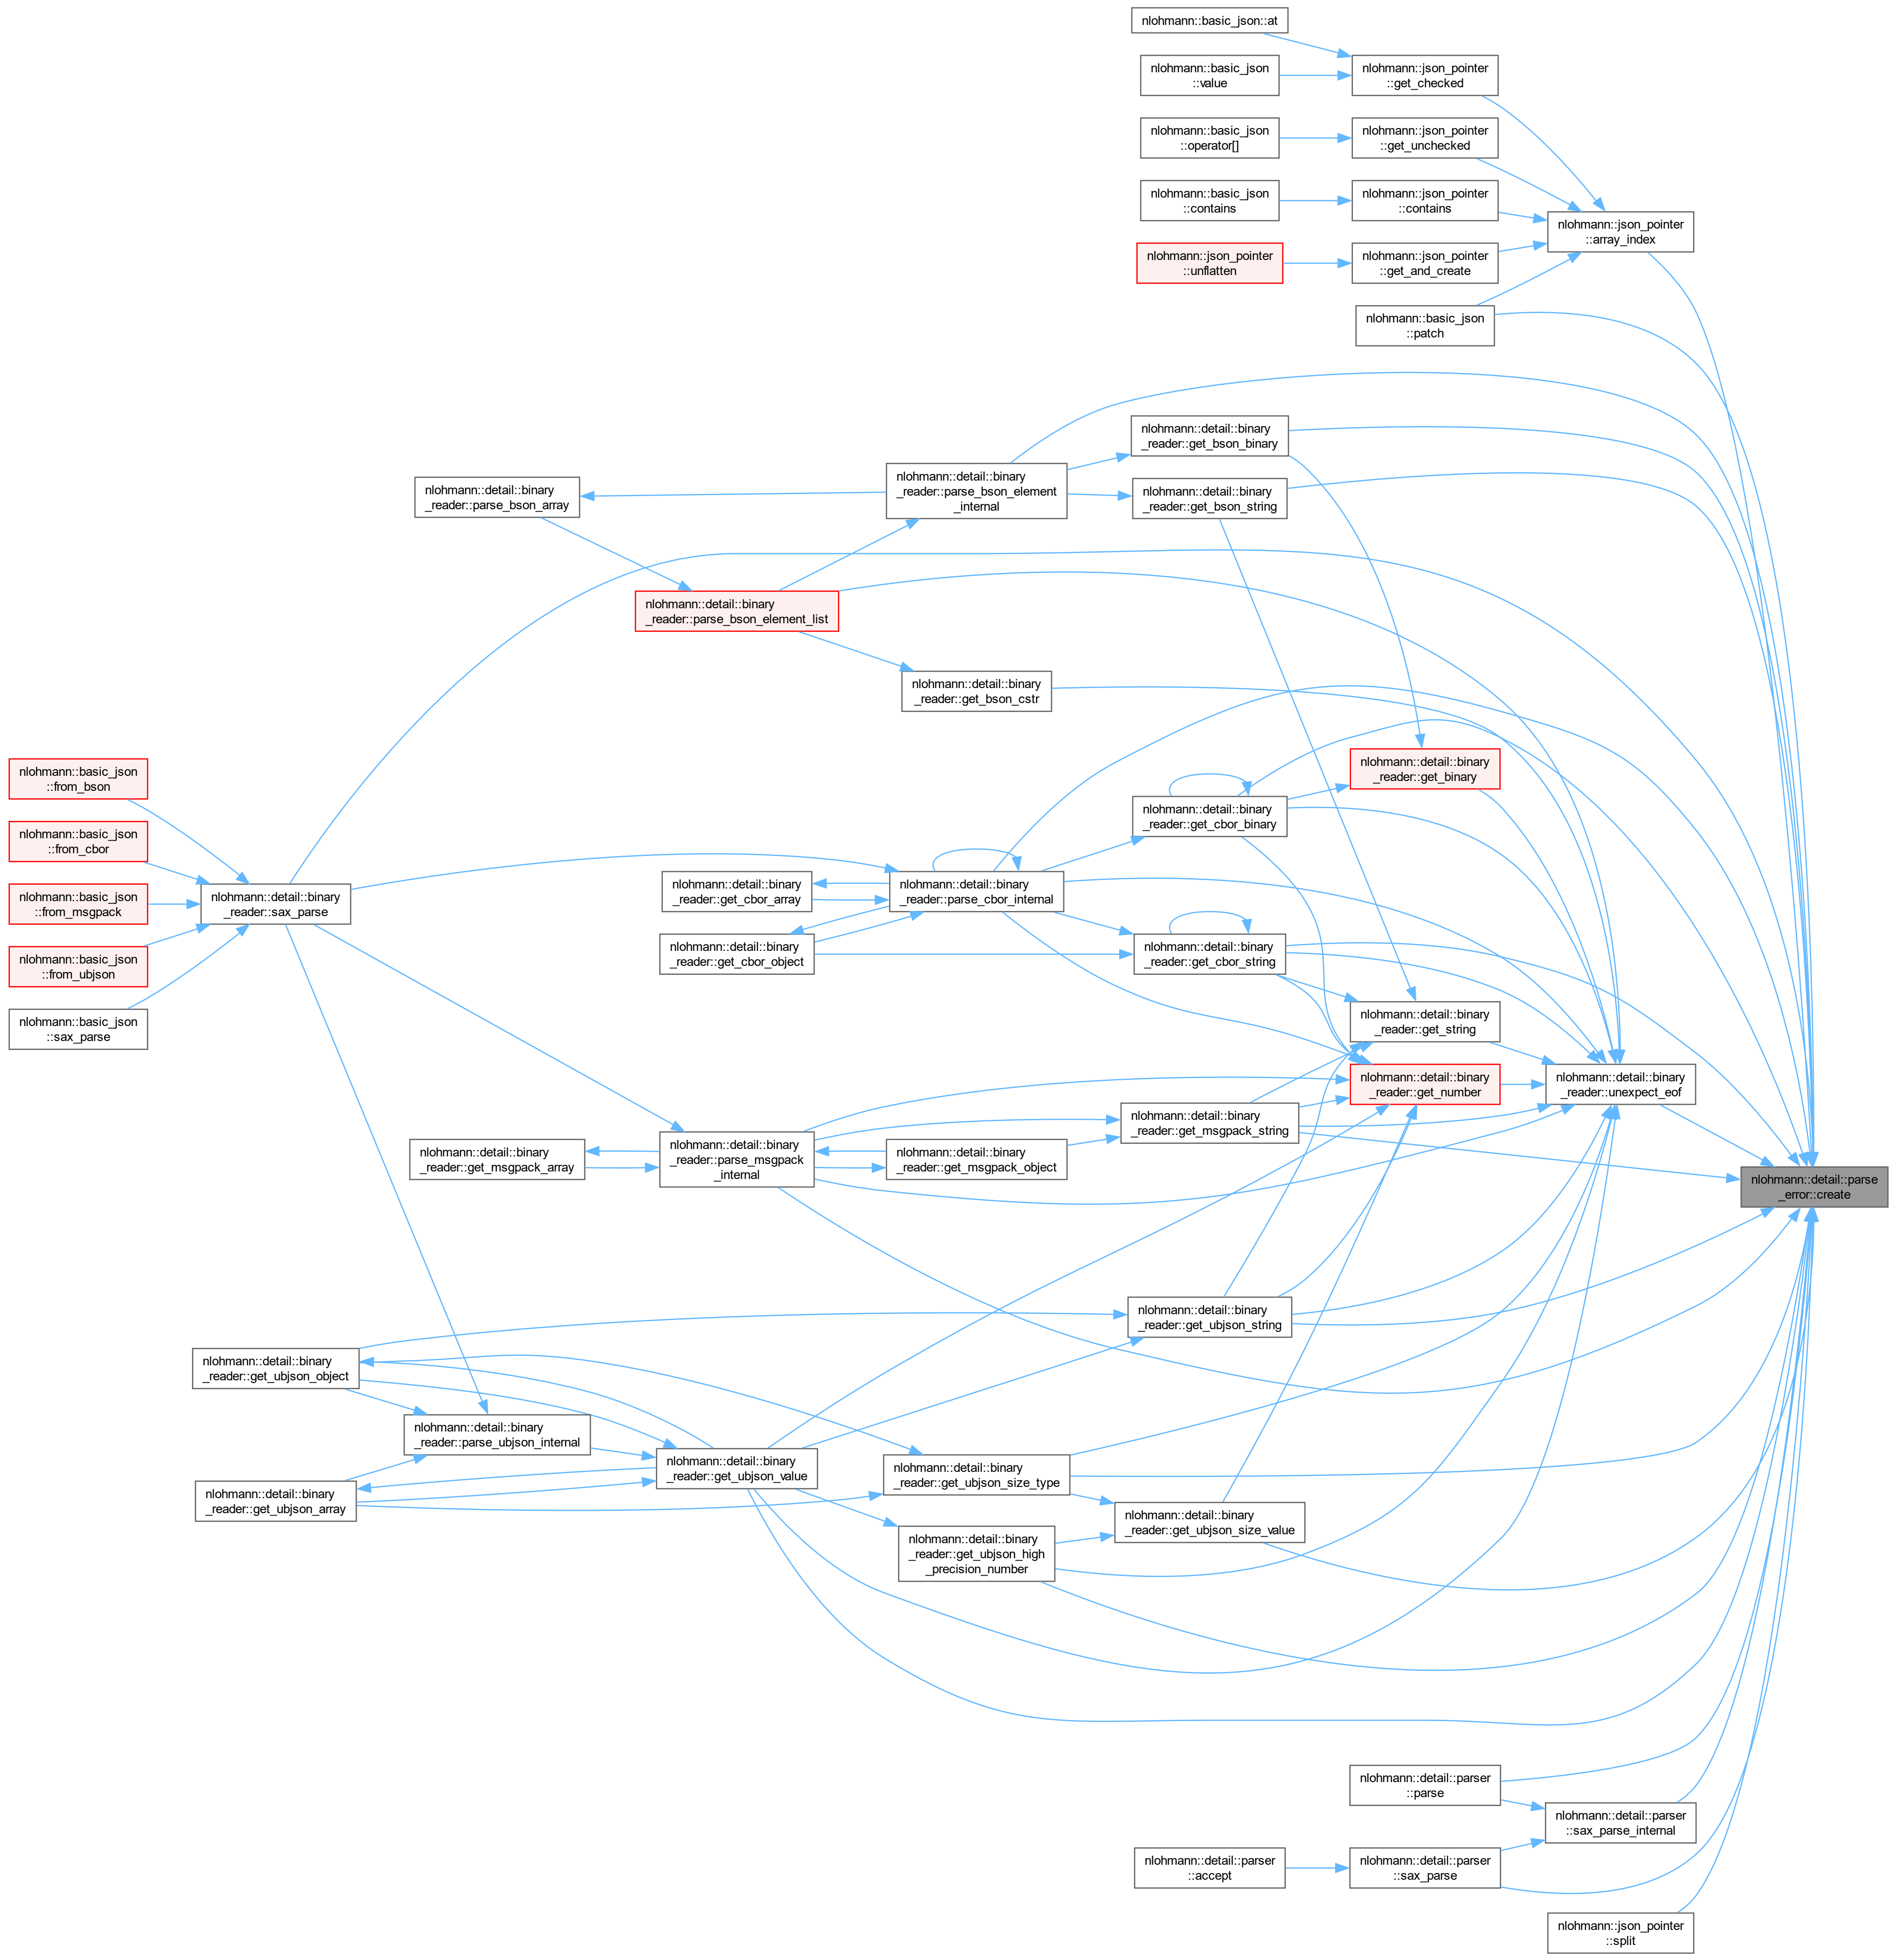 nlohmann::basic_json::at
nlohmann::basic_json
::value
nlohmann::json_pointer
::get_checked
nlohmann::basic_json
::operator[]
nlohmann::json_pointer
::get_unchecked
nlohmann::basic_json
::contains
nlohmann::json_pointer
::contains
nlohmann::json_pointer
::array_index
nlohmann::json_pointer
::unflatten
nlohmann::json_pointer
::get_and_create
nlohmann::basic_json
::patch
nlohmann::detail::binary
_reader::get_bson_binary
nlohmann::detail::binary
_reader::parse_bson_element
_internal
nlohmann::detail::binary
_reader::parse_bson_array
nlohmann::detail::binary
_reader::get_bson_string
nlohmann::detail::binary
_reader::parse_bson_element_list
nlohmann::detail::binary
_reader::get_bson_cstr
nlohmann::basic_json
::from_bson
nlohmann::detail::binary
_reader::get_binary
nlohmann::detail::binary
_reader::get_cbor_binary
nlohmann::basic_json
::from_cbor
nlohmann::basic_json
::from_msgpack
nlohmann::detail::binary
_reader::sax_parse
nlohmann::detail::binary
_reader::get_cbor_array
nlohmann::detail::binary
_reader::parse_cbor_internal
nlohmann::basic_json
::from_ubjson
nlohmann::detail::binary
_reader::get_cbor_object
nlohmann::detail::binary
_reader::get_cbor_string
nlohmann::basic_json
::sax_parse
nlohmann::detail::binary
_reader::get_string
nlohmann::detail::binary
_reader::get_number
nlohmann::detail::binary
_reader::unexpect_eof
nlohmann::detail::binary
_reader::get_msgpack_string
nlohmann::detail::binary
_reader::get_msgpack_array
nlohmann::detail::binary
_reader::parse_msgpack
_internal
nlohmann::detail::binary
_reader::get_msgpack_object
nlohmann::detail::parse
_error::create
nlohmann::detail::binary
_reader::get_ubjson_string
nlohmann::detail::binary
_reader::get_ubjson_object
nlohmann::detail::binary
_reader::parse_ubjson_internal
nlohmann::detail::binary
_reader::get_ubjson_value
nlohmann::detail::binary
_reader::get_ubjson_size_type
nlohmann::detail::binary
_reader::get_ubjson_array
nlohmann::detail::binary
_reader::get_ubjson_size_value
nlohmann::detail::binary
_reader::get_ubjson_high
_precision_number
nlohmann::detail::parser
::parse
nlohmann::detail::parser
::sax_parse_internal
nlohmann::detail::parser
::accept
nlohmann::detail::parser
::sax_parse
nlohmann::json_pointer
::split